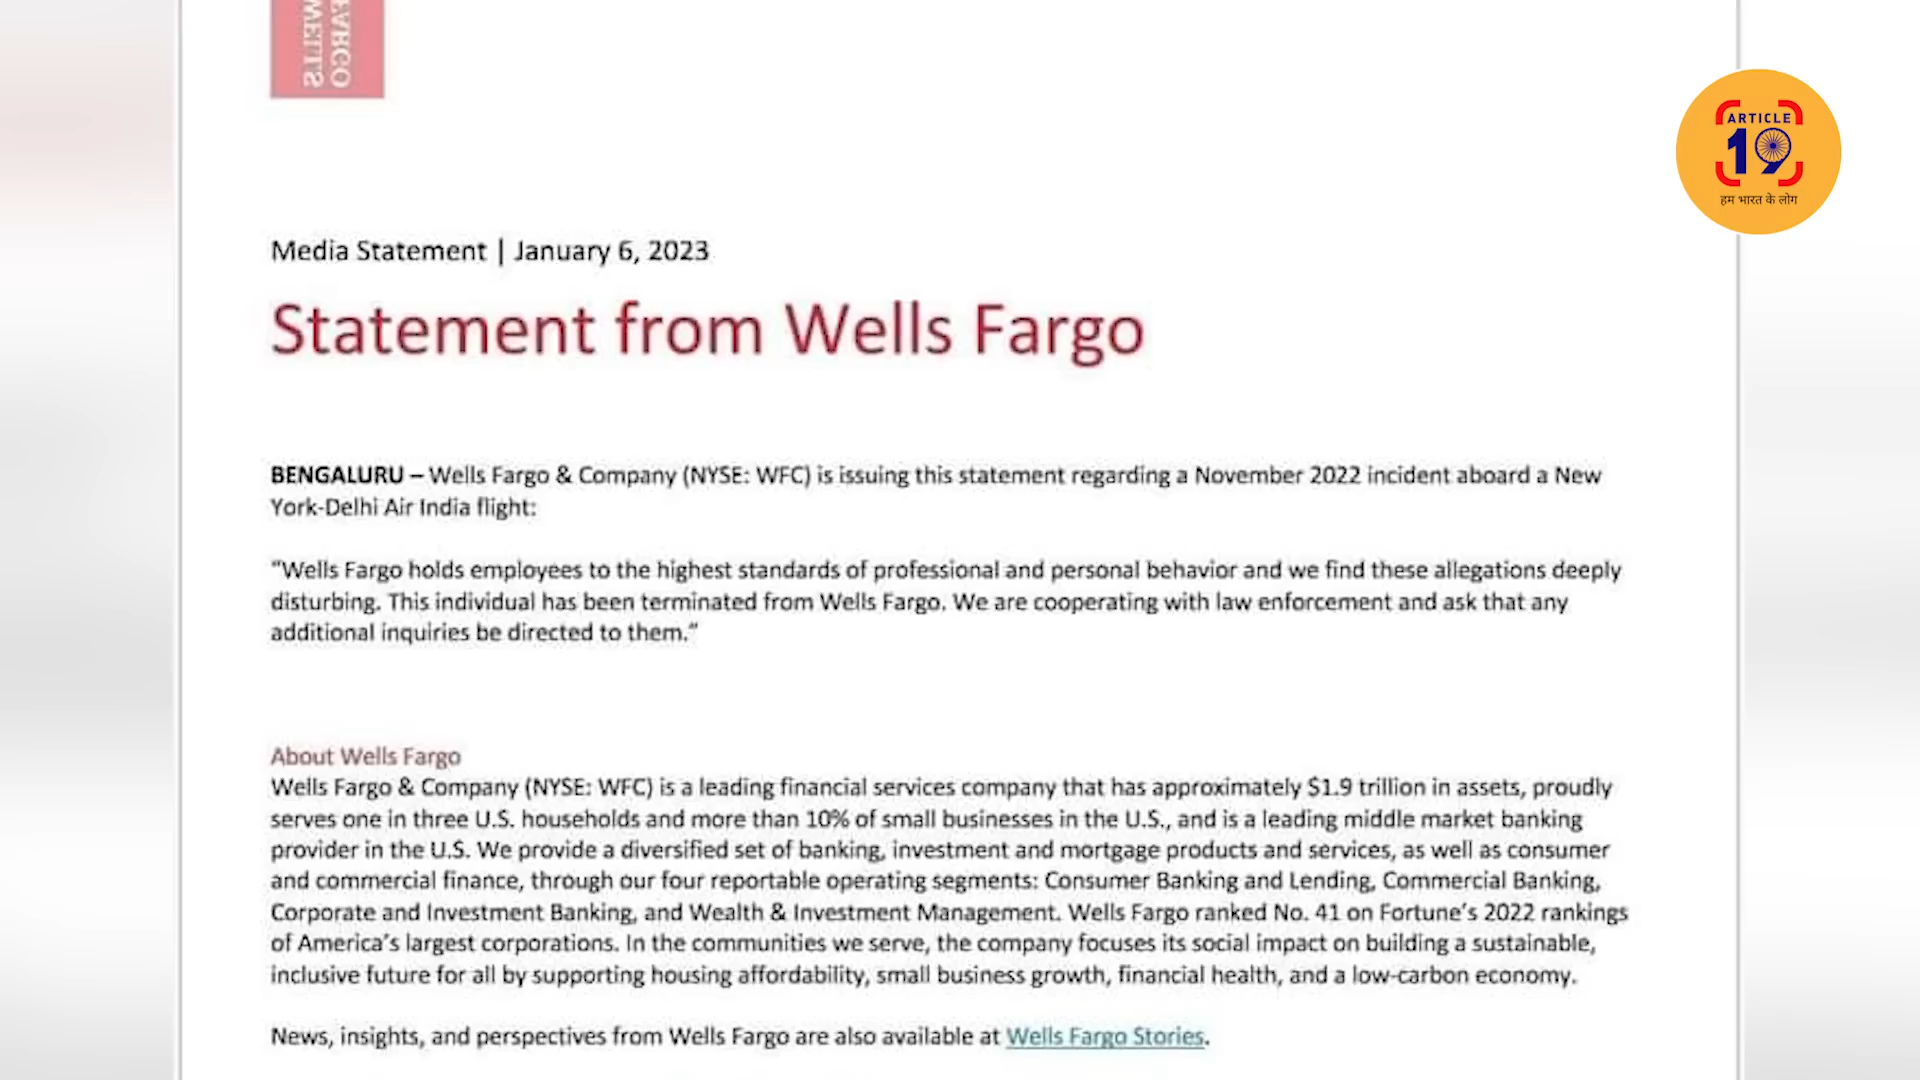 WELLS
FARGO
ARTICLE
19
हम भारत के लोग
Media Statement | January 6, 2023
Statement from Wells Fargo
BENGALURU – Wells Fargo & Company (NYSE: WFC) is issuing this statement regarding a November 2022 incident aboard a New
York-Delhi Air India flight:
“Wells Fargo holds employees to the highest standards of professional and personal behavior and we find these allegations deeply
disturbing. This individual has been terminated from Wells Fargo. We are cooperating with law enforcement and ask that any
additional inquiries be directed to them.”
About Wells Fargo
Wells Fargo & Company (NYSE: WFC) is a leading financial services company that has approximately $1.9 trillion in assets, proudly
serves one in three U.S. households and more than 10% of small businesses in the U.S., and is a leading middle market banking
provider in the U.S. We provide a diversified set of banking, investment and mortgage products and services, as well as consumer
and commercial finance, through our four reportable operating segments: Consumer Banking and Lending, Commercial Banking,
Corporate and Investment Banking, and Wealth & Investment Management. Wells Fargo ranked No. 41 on Fortune’s 2022 rankings
of America’s largest corporations. In the communities we serve, the company focuses its social impact on building a sustainable,
inclusive future for all by supporting housing affordability, small business growth, financial health, and a low-carbon economy.
News, insights, and perspectives from Wells Fargo are also available at Wells Fargo Stories.